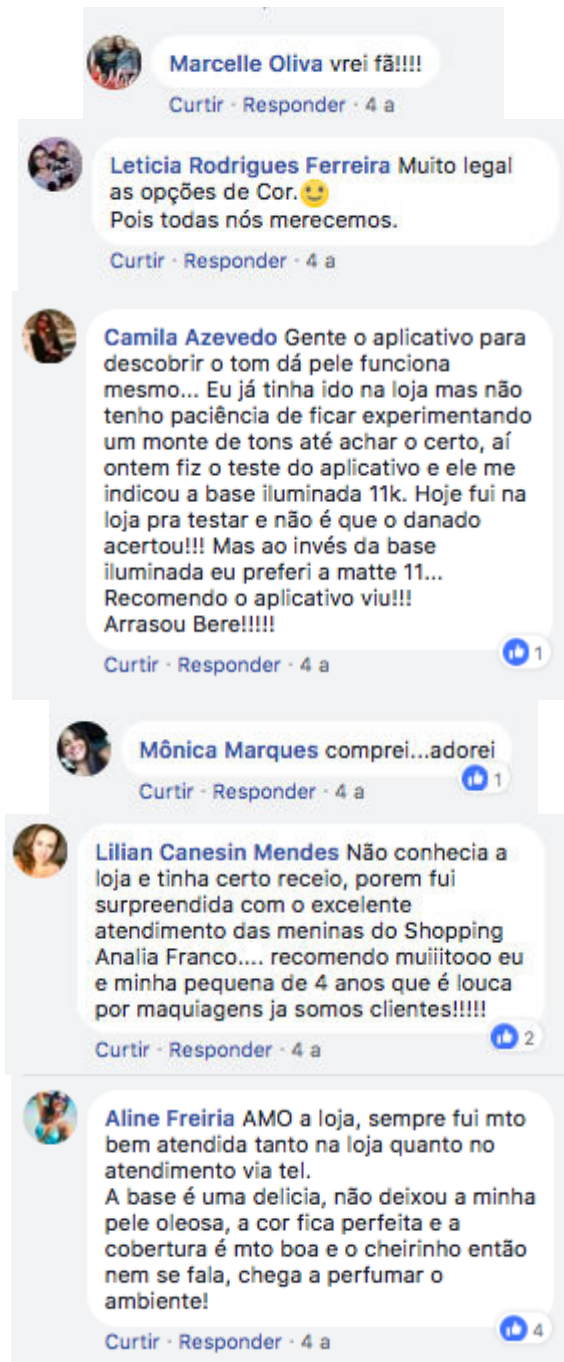 Marcelle Oliva vrei fã!!!!
Curtir · Responder · 4 a
Leticia Rodrigues Ferreira Muito legal
as opções de Cor.
Pois todas nós merecemos.
Curtir · Responder · 4 a
Camila Azevedo Gente o aplicativo para
descobrir o tom dá pele funciona
mesmo... Eu já tinha ido na loja mas não
tenho paciência de ficar experimentando
um monte de tons até achar o certo, aí
ontem fiz o teste do aplicativo e ele me
indicou a base iluminada 11k. Hoje fui na
loja pra testar e não é que o danado
acertou!!! Mas ao invés da base
iluminada eu preferi a matte 11...
Recomendo o aplicativo viu!!!
Arrasou Bere!!!!!
1
Curtir · Responder · 4 a
Mônica Marques comprei...adorei
1
Curtir · Responder · 4 a
Lilian Canesin Mendes Não conhecia a
loja e tinha certo receio, porem fui
surpreendida com o excelente
atendimento das meninas do Shopping
Analia Franco.... recomendo muiiitooo eu
e minha pequena de 4 anos que é louca
por maquiagens ja somos clientes!!!!!
2
Curtir · Responder · 4 a
Aline Freiria AMO a loja, sempre fui mto
bem atendida tanto na loja quanto no
atendimento via tel.
A base é uma delicia, não deixou a minha
pele oleosa, a cor fica perfeita e a
cobertura é mto boa e o cheirinho então
nem se fala, chega a perfumar o
ambiente!
4
Curtir · Responder · 4 a